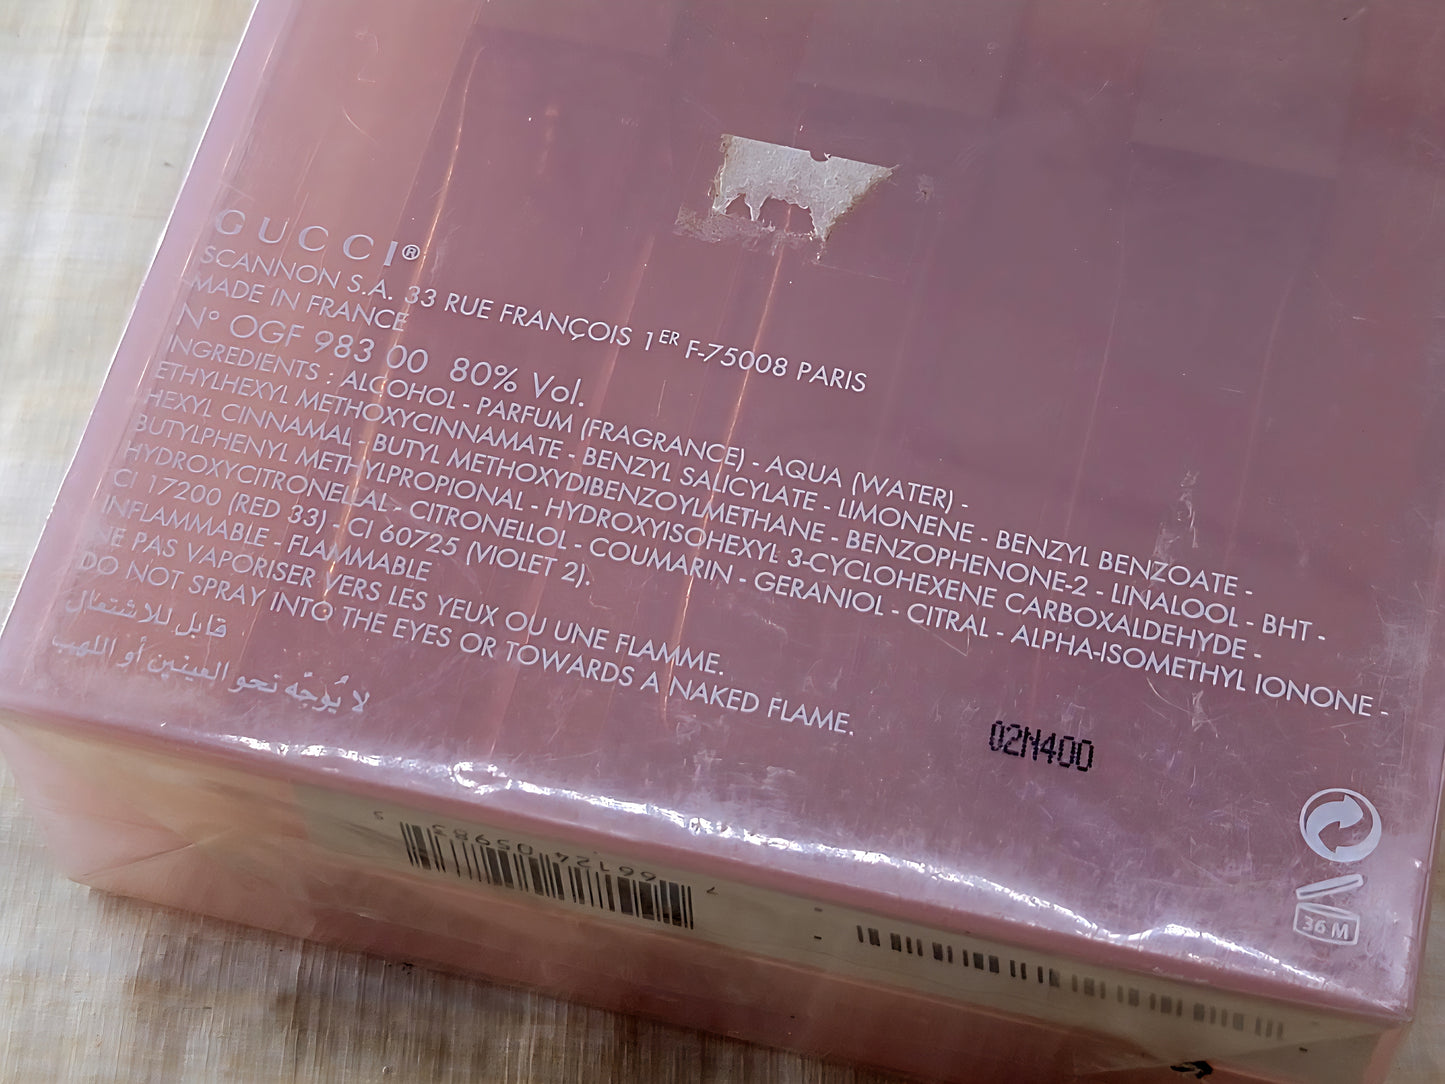 GUCCI®
SCANNON S.A. 33 RUE FRANÇOIS 1ER F-75008 PARIS
MADE IN FRANCE
N° OGF 983 00 80% Vol.
INGREDIENTS : ALCOHOL - PARFUM (FRAGRANCE) - AQUA (WATER) -
ETHYLHEXYL METHOXYCINNAMATE - BENZYL SALICYLATE - LIMONENE - BENZYL BENZOATE -
HEXYL CINNAMAL - BUTYL METHOXYDIBENZOYLMETHANE - BENZOPHENONE-2 - LINALOOL - BHT -
BUTYLPHENYL METHYLPROPIONAL - HYDROXYISOHEXYL 3-CYCLOHEXENE CARBOXALDEHYDE -
HYDROXYCITRONELLAL - CITRONELLOL - COUMARIN - GERANIOL - CITRAL - ALPHA-ISOMETHYL IONONE -
CI 17200 (RED 33) - CI 60725 (VIOLET 2).
INFLAMMABLE - FLAMMABLE
NE PAS VAPORISER VERS LES YEUX OU UNE FLAMME.
DO NOT SPRAY INTO THE EYES OR TOWARDS A NAKED FLAME.
قابل للاشتعال
لا يُوجَّه نحو العينين أو اللهب
02N400
36 M
7 66124 05983 5